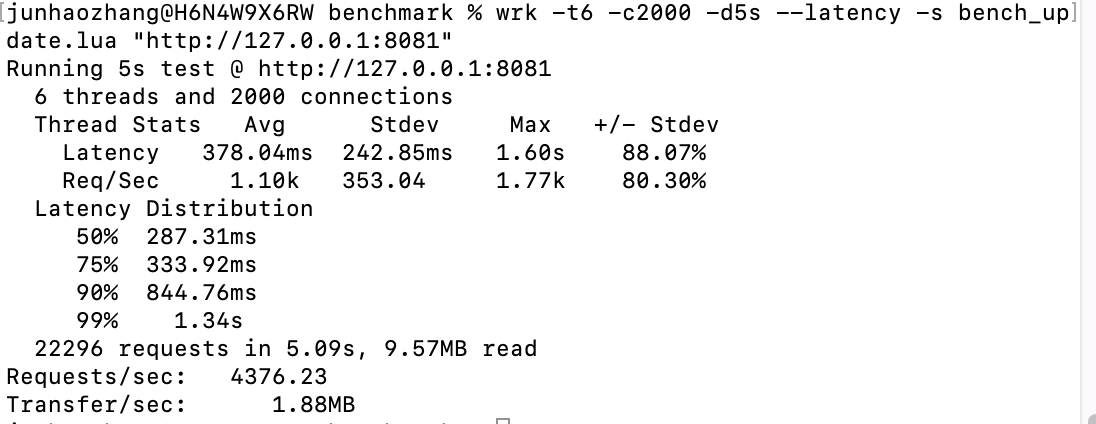 [junhaozhang@H6N4W9X6RW benchmark % wrk -t6 -c2000 -d5s --latency -s bench_up]
date.lua "http://127.0.0.1:8081"
Running 5s test @ http://127.0.0.1:8081
  6 threads and 2000 connections
  Thread Stats   Avg      Stdev     Max   +/- Stdev
    Latency   378.04ms  242.85ms   1.60s    88.07%
    Req/Sec     1.10k   353.04     1.77k    80.30%
  Latency Distribution
     50%  287.31ms
     75%  333.92ms
     90%  844.76ms
     99%    1.34s
  22296 requests in 5.09s, 9.57MB read
Requests/sec:   4376.23
Transfer/sec:      1.88MB